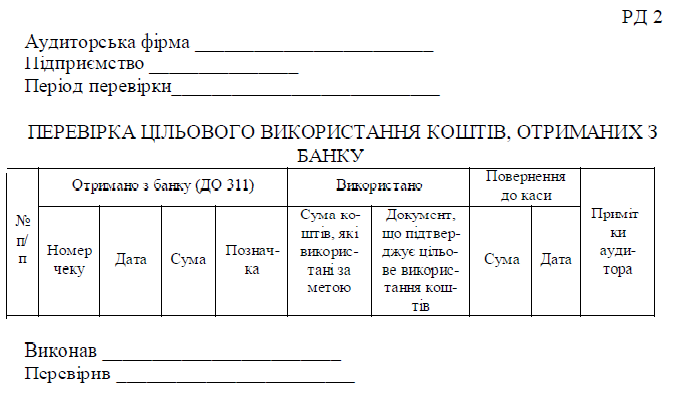 РД 2
Аудиторська фірма ________________________
Підприємство _______________
Період перевірки___________________________
ПЕРЕВІРКА ЦІЛЬОВОГО ВИКОРИСТАННЯ КОШТІВ, ОТРИМАНИХ З
БАНКУ
№
п/
п
Отримано з банку (ДО 311)
Номер
чеку
Дата
Сума
Познач-
ка
Використано
Сума ко-
штів, які
викорис-
тані за
метою
Документ,
що підтвер-
джує цільо-
ве викорис-
тання кош-
тів
Повернення
до каси
Сума
Дата
Приміт
ки
ауди-
тора
Виконав ________________________
Перевірив ________________________